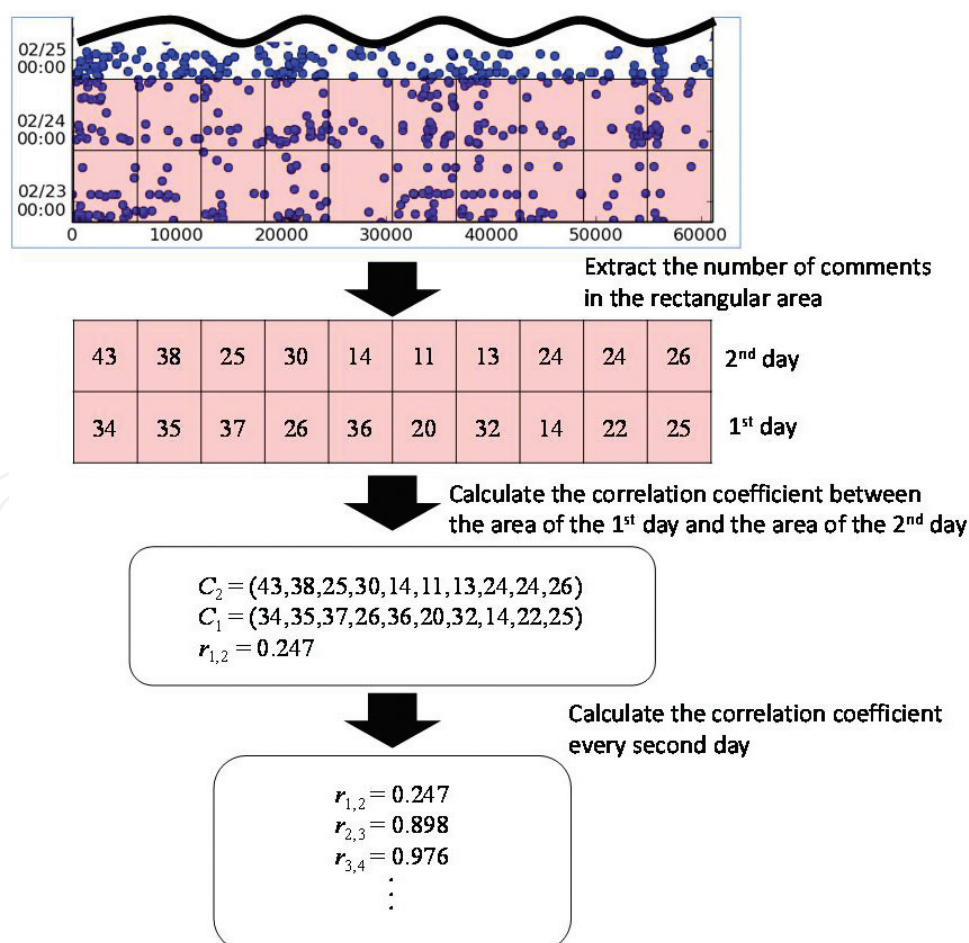 02/25
00:00
02/24
00:00
02/23
00:00
0 10000 20000 30000 40000 50000 60000
Extract the number of comments
in the rectangular area
43 38 25 30 14 11 13 24 24 26 2nd day
34 35 37 26 36 20 32 14 22 25 1st day
Calculate the correlation coefficient between
the area of the 1st day and the area of the 2nd day
C2 = (43,38,25,30,14,11,13,24,24,26)
C1 = (34,35,37,26,36,20,32,14,22,25)
r1,2 = 0.247
Calculate the correlation coefficient
every second day
r1,2 = 0.247
r2,3 = 0.898
r3,4 = 0.976
⋮